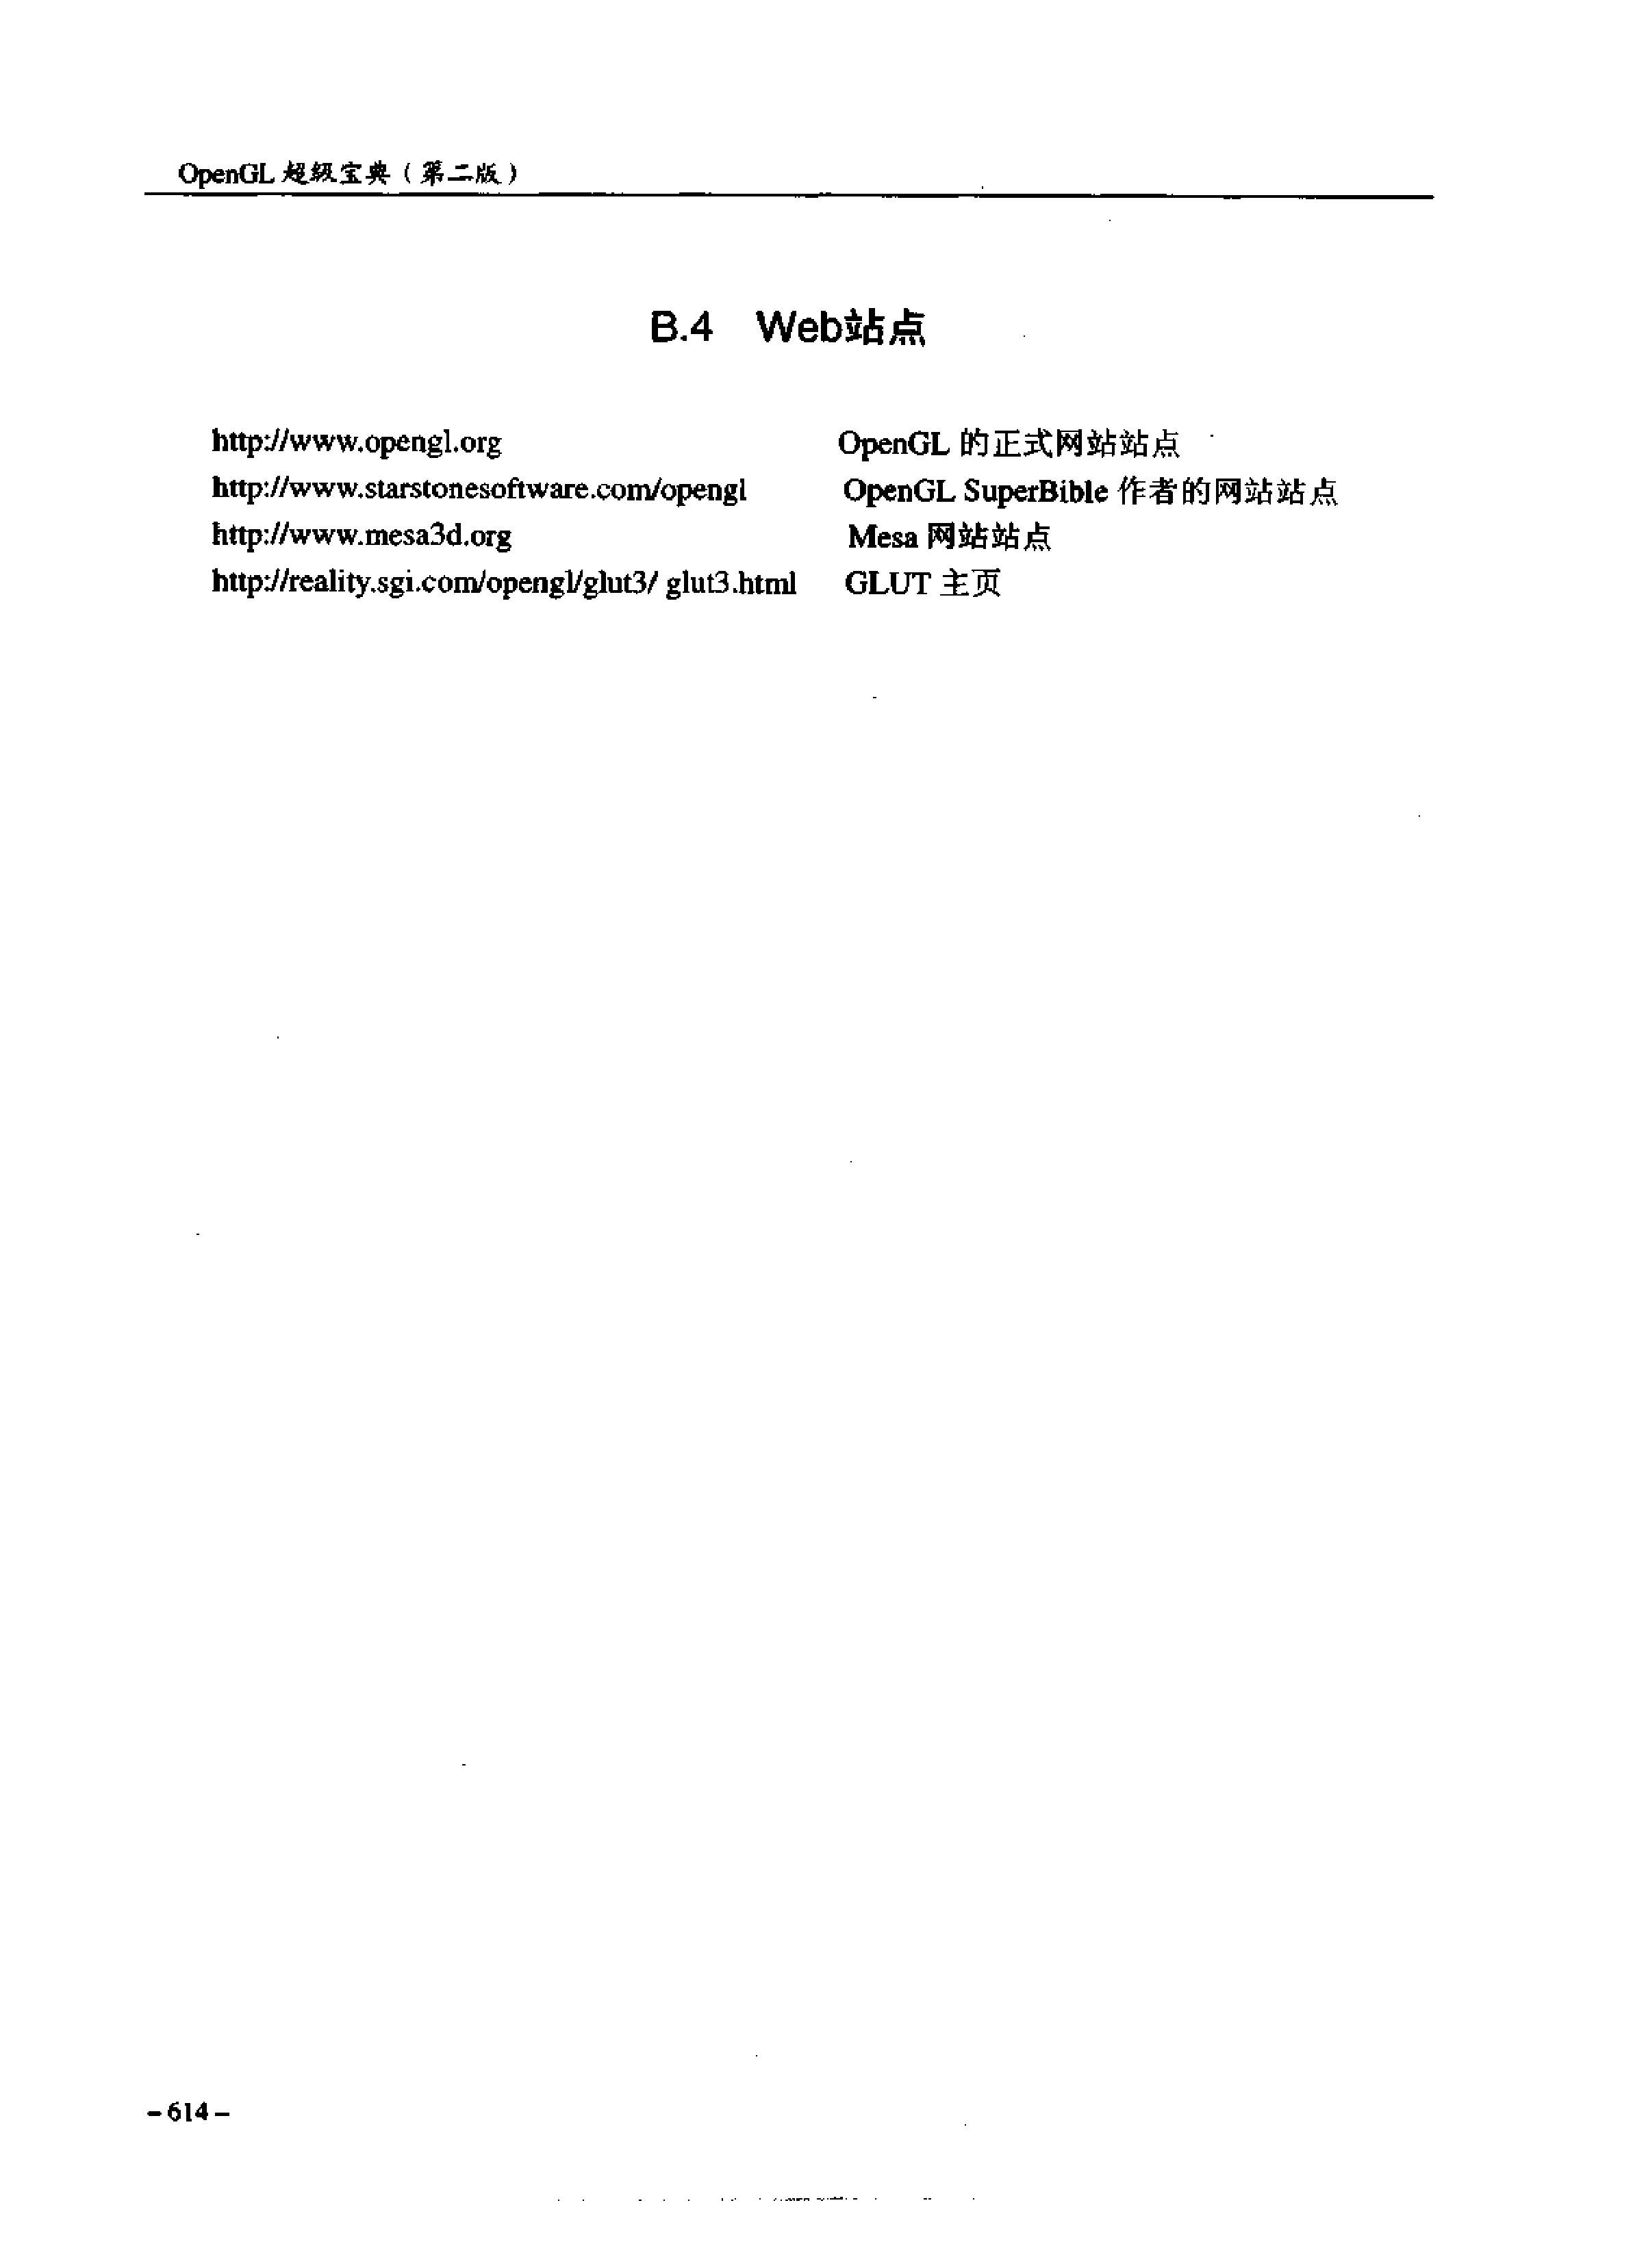 OpenGL 超级宝典（第二版）
B.4 Web站点
http://www.opengl.org OpenGL 的正式网站站点
http://www.starstonesoftware.com/opengl OpenGL SuperBible 作者的网站站点
http://www.mesa3d.org Mesa 网站站点
http://reality.sgi.com/opengl/glut3/ glut3.html GLUT 主页
－614－